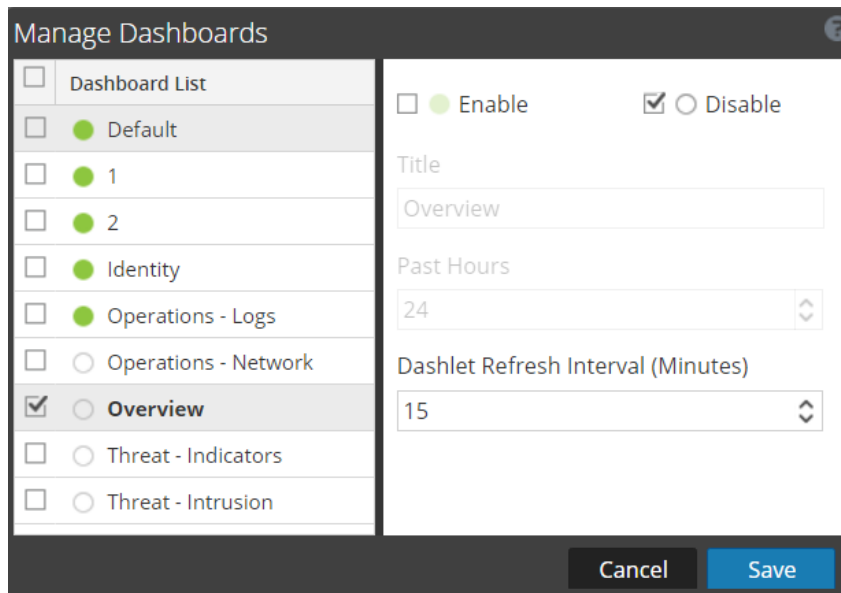 Manage Dashboards
Dashboard List
Default
1
2
Identity
Operations - Logs
Operations - Network
Overview
Threat - Indicators
Threat - Intrusion
Enable
Disable
Title
Overview
Past Hours
24
Dashlet Refresh Interval (Minutes)
15
Cancel
Save